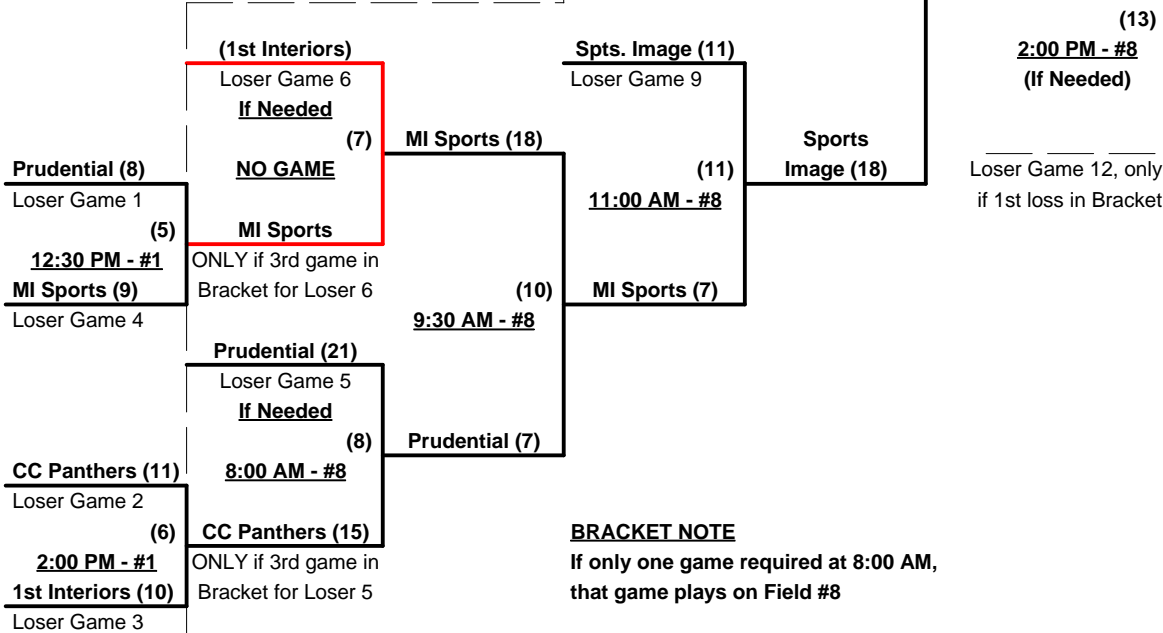 (13)
2:00 PM - #8
(If Needed)
(1st Interiors)
Loser Game 6
If Needed
(7)
NO GAME
MI Sports
ONLY if 3rd game in
Bracket for Loser 6
Spts. Image (11)
Loser Game 9
MI Sports (18)
(11)
11:00 AM - #8
Sports
Image (18)
Loser Game 12, only
if 1st loss in Bracket
Prudential (8)
Loser Game 1
(5)
12:30 PM - #1
MI Sports (9)
Loser Game 4
(10)
9:30 AM - #8
MI Sports (7)
Prudential (21)
Loser Game 5
If Needed
(8)
8:00 AM - #8
Prudential (7)
CC Panthers (11)
Loser Game 2
(6)
2:00 PM - #1
1st Interiors (10)
Loser Game 3
CC Panthers (15)
ONLY if 3rd game in
Bracket for Loser 5
BRACKET NOTE
If only one game required at 8:00 AM,
that game plays on Field #8